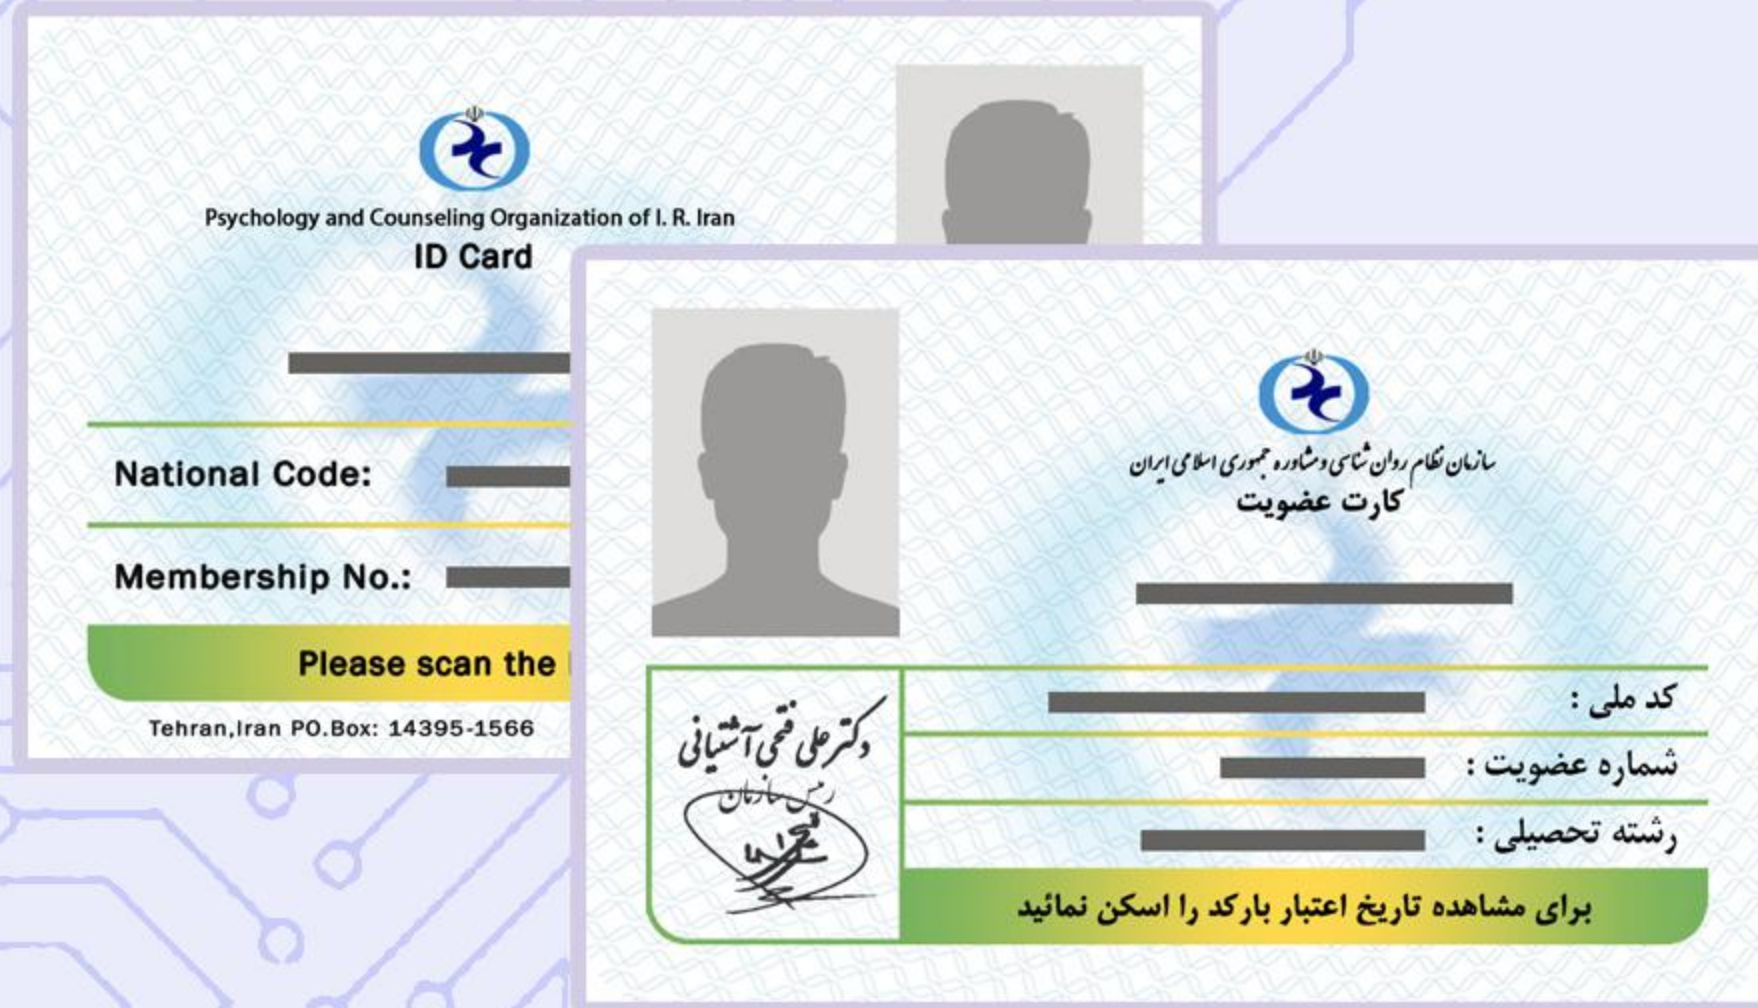 Psychology and Counseling Organization of I. R. Iran
ID Card
National Code:
Membership No.:
Please scan the
Tehran,Iran PO.Box: 14395-1566
سازمان نظام روان شناسی و مشاوره جمهوری اسلامی ایران
کارت عضویت
کد ملی :
شماره عضویت :
رشته تحصیلی :
برای مشاهده تاریخ اعتبار بارکد را اسکن نمائید
دکتر علی فتحی آشتیانی
رئیس سازمان